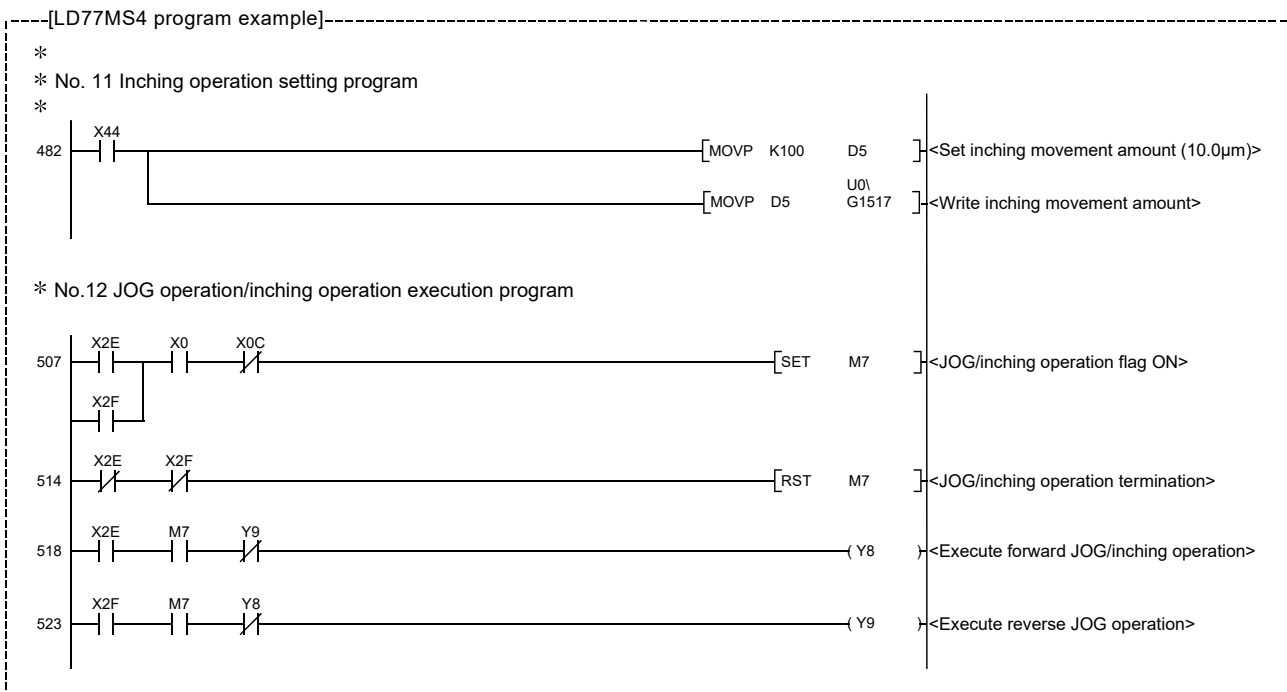 [LD77MS4 program example]
*
* No. 11 Inching operation setting program
*
X44
482 [MOVP K100 D5 ] <Set inching movement amount (10.0µm)>
U0\
[MOVP D5 G1517 ] <Write inching movement amount>
* No.12 JOG operation/inching operation execution program
X2E X0 X0C
507 [SET M7 ] <JOG/inching operation flag ON>
X2F
X2E X2F
514 [RST M7 ] <JOG/inching operation termination>
X2E M7 Y9
518 ( Y8 ) <Execute forward JOG/inching operation>
X2F M7 Y8
523 ( Y9 ) <Execute reverse JOG operation>